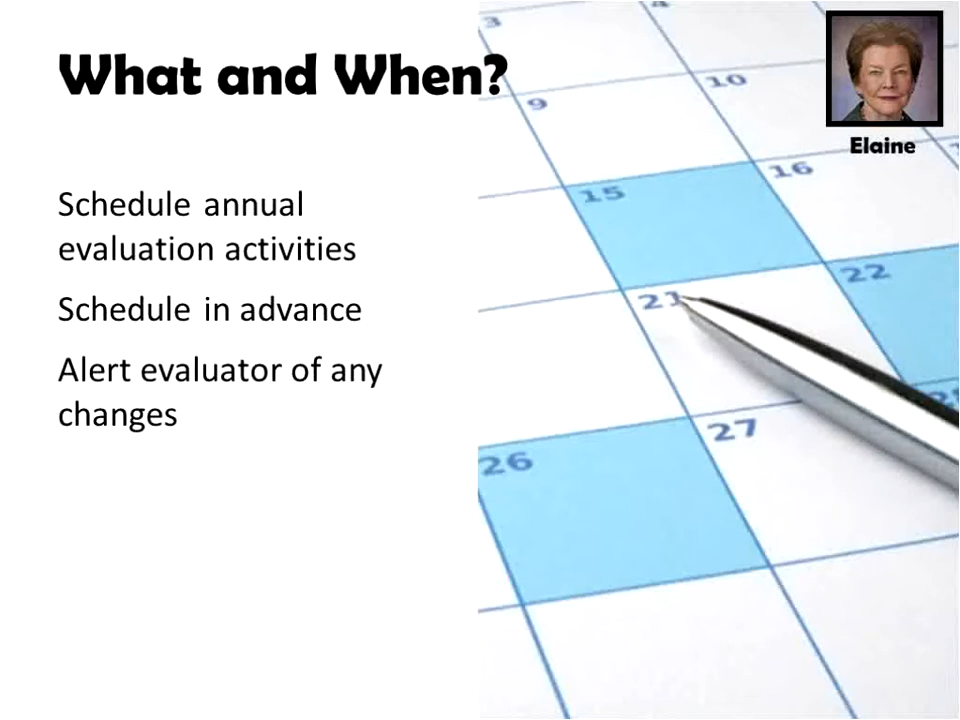 What and When?
Elaine
Schedule annual
evaluation activities
Schedule in advance
Alert evaluator of any
changes
3
4
9
10
15
16
21
22
26
27